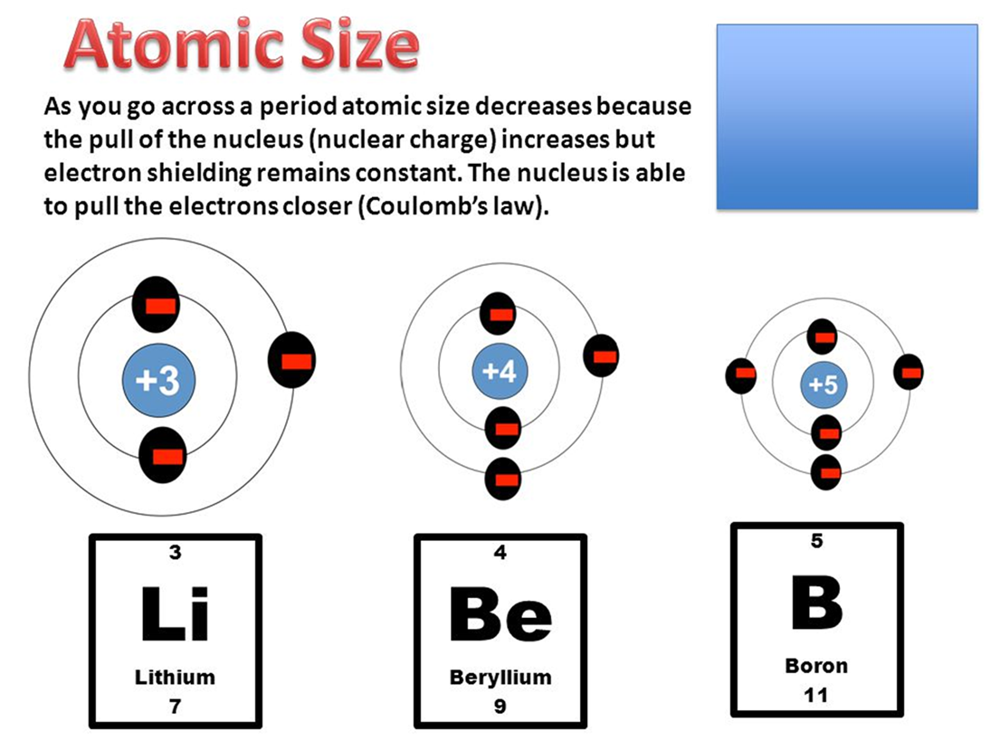 Atomic Size
As you go across a period atomic size decreases because
the pull of the nucleus (nuclear charge) increases but
electron shielding remains constant. The nucleus is able
to pull the electrons closer (Coulomb’s law).
+3
+4
+5
3
Li
Lithium
7
4
Be
Beryllium
9
5
B
Boron
11